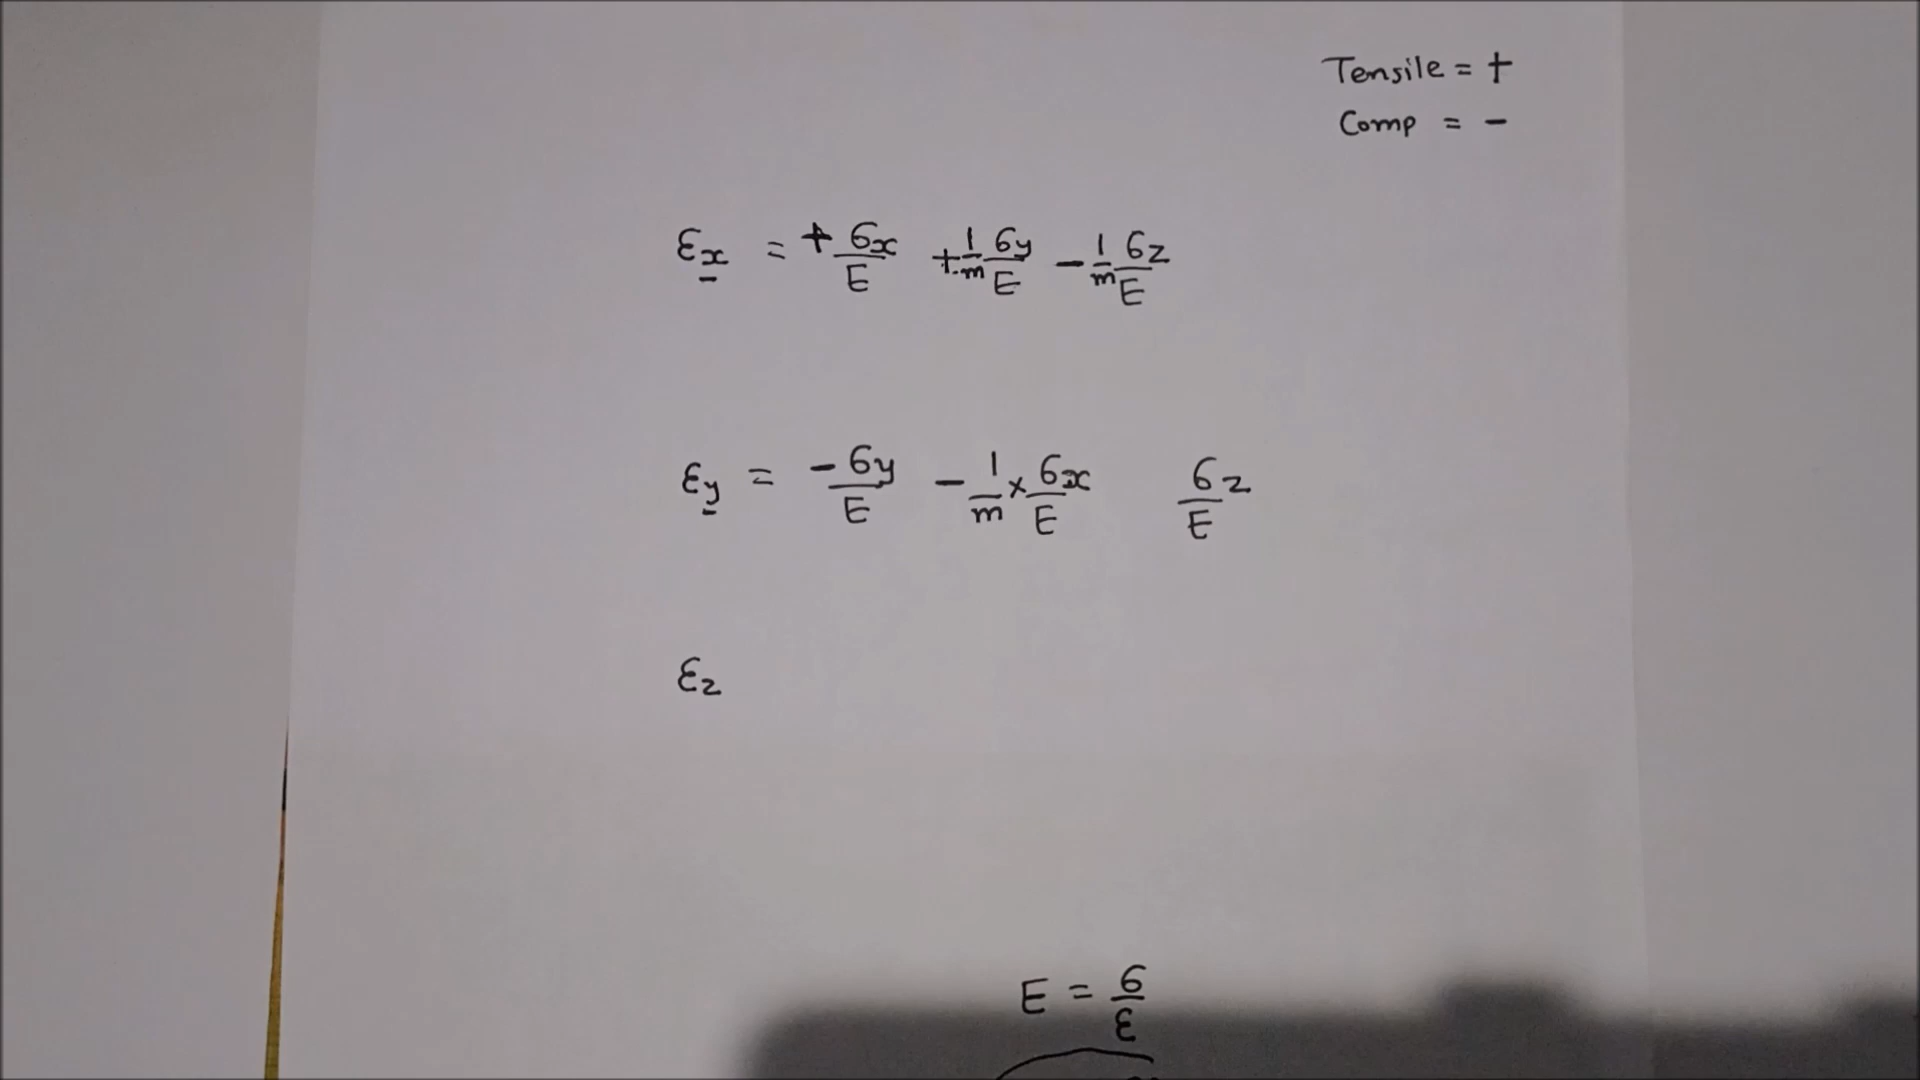 Tensile = +
Comp = -
εx = + σx/E + 1/m σy/E - 1/m σz/E
εy = - σy/E - 1/m × σx/E σz/E
εz
E = σ/ε